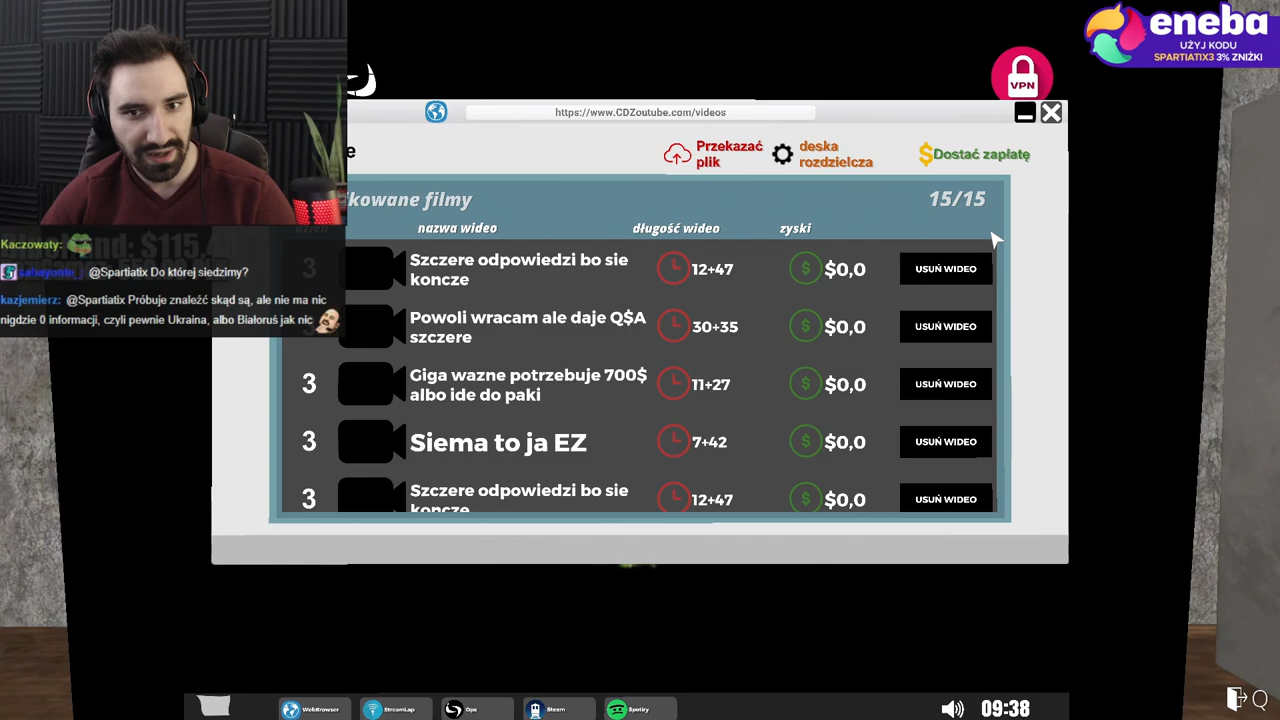 eneba
UŻYJ KODU
SPARTIATIX3 3% ZNIŻKI
VPN
https://www.CDZoutube.com/videos
Przekazać
plik
deska
rozdzielcza
Dostać zapłatę
ikowane filmy
15/15
nazwa wideo
długość wideo
zyski
Kaczowaty:
@Spartiatix Do której siedzimy?
kazjemierz: @Spartiatix Próbuje znaleźć skąd są, ale nie ma nic
nigdzie 0 informacji, czyli pewnie Ukraina, albo Białoruś jak nic
3
Szczere odpowiedzi bo sie
koncze
12+47
$0,0
USUŃ WIDEO
Powoli wracam ale daje Q$A
szczere
30+35
$0,0
USUŃ WIDEO
3
Giga wazne potrzebuje 700$
albo ide do paki
11+27
$0,0
USUŃ WIDEO
3
Siema to ja EZ
7+42
$0,0
USUŃ WIDEO
3
Szczere odpowiedzi bo sie
koncze
12+47
$0,0
USUŃ WIDEO
WebBrowser
StreamLap
Ops
Steem
Spotify
09:38
Q